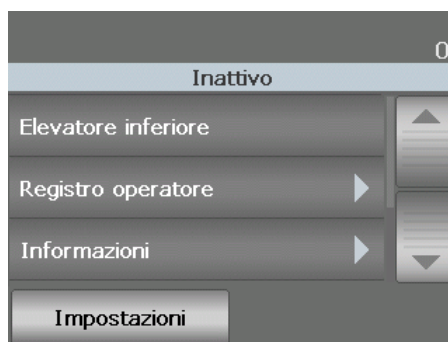 0
Inattivo
Elevatore inferiore
Registro operatore
Informazioni
Impostazioni